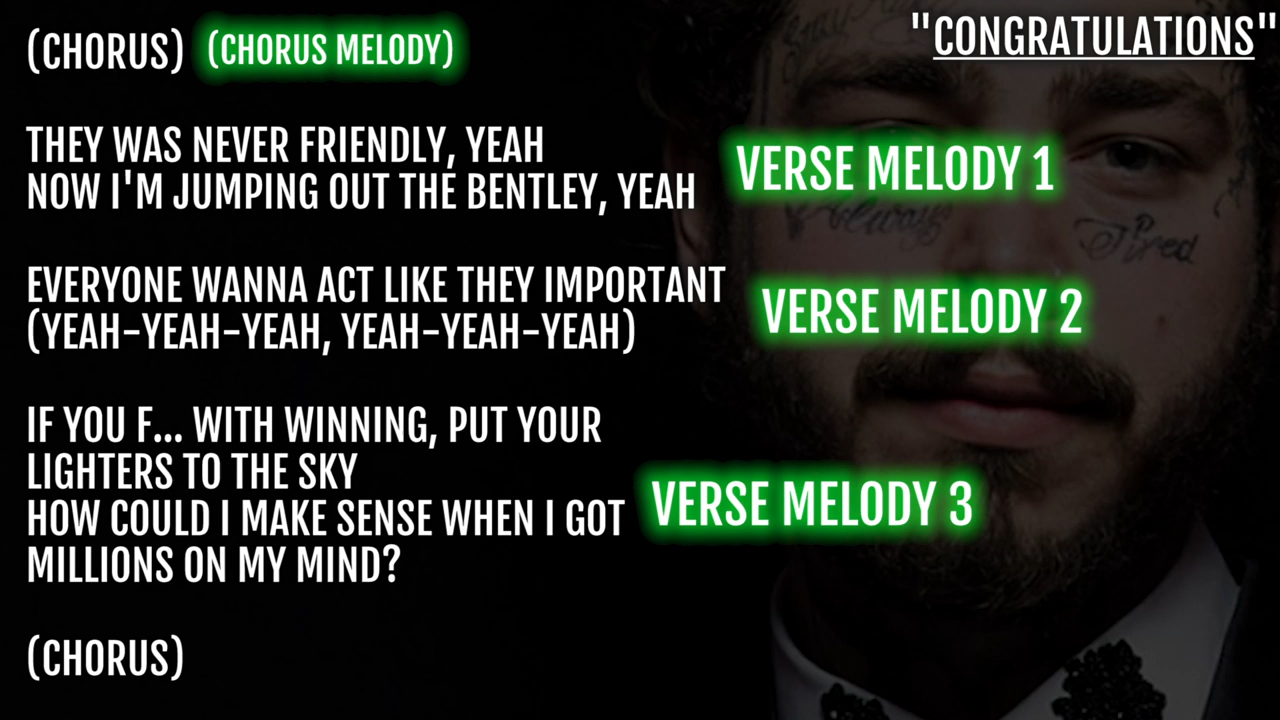 "CONGRATULATIONS"
(CHORUS) (CHORUS MELODY)
THEY WAS NEVER FRIENDLY, YEAH
NOW I'M JUMPING OUT THE BENTLEY, YEAH
VERSE MELODY 1
EVERYONE WANNA ACT LIKE THEY IMPORTANT
(YEAH-YEAH-YEAH, YEAH-YEAH-YEAH)
VERSE MELODY 2
IF YOU F... WITH WINNING, PUT YOUR
LIGHTERS TO THE SKY
HOW COULD I MAKE SENSE WHEN I GOT
MILLIONS ON MY MIND?
VERSE MELODY 3
(CHORUS)
Always
Tired